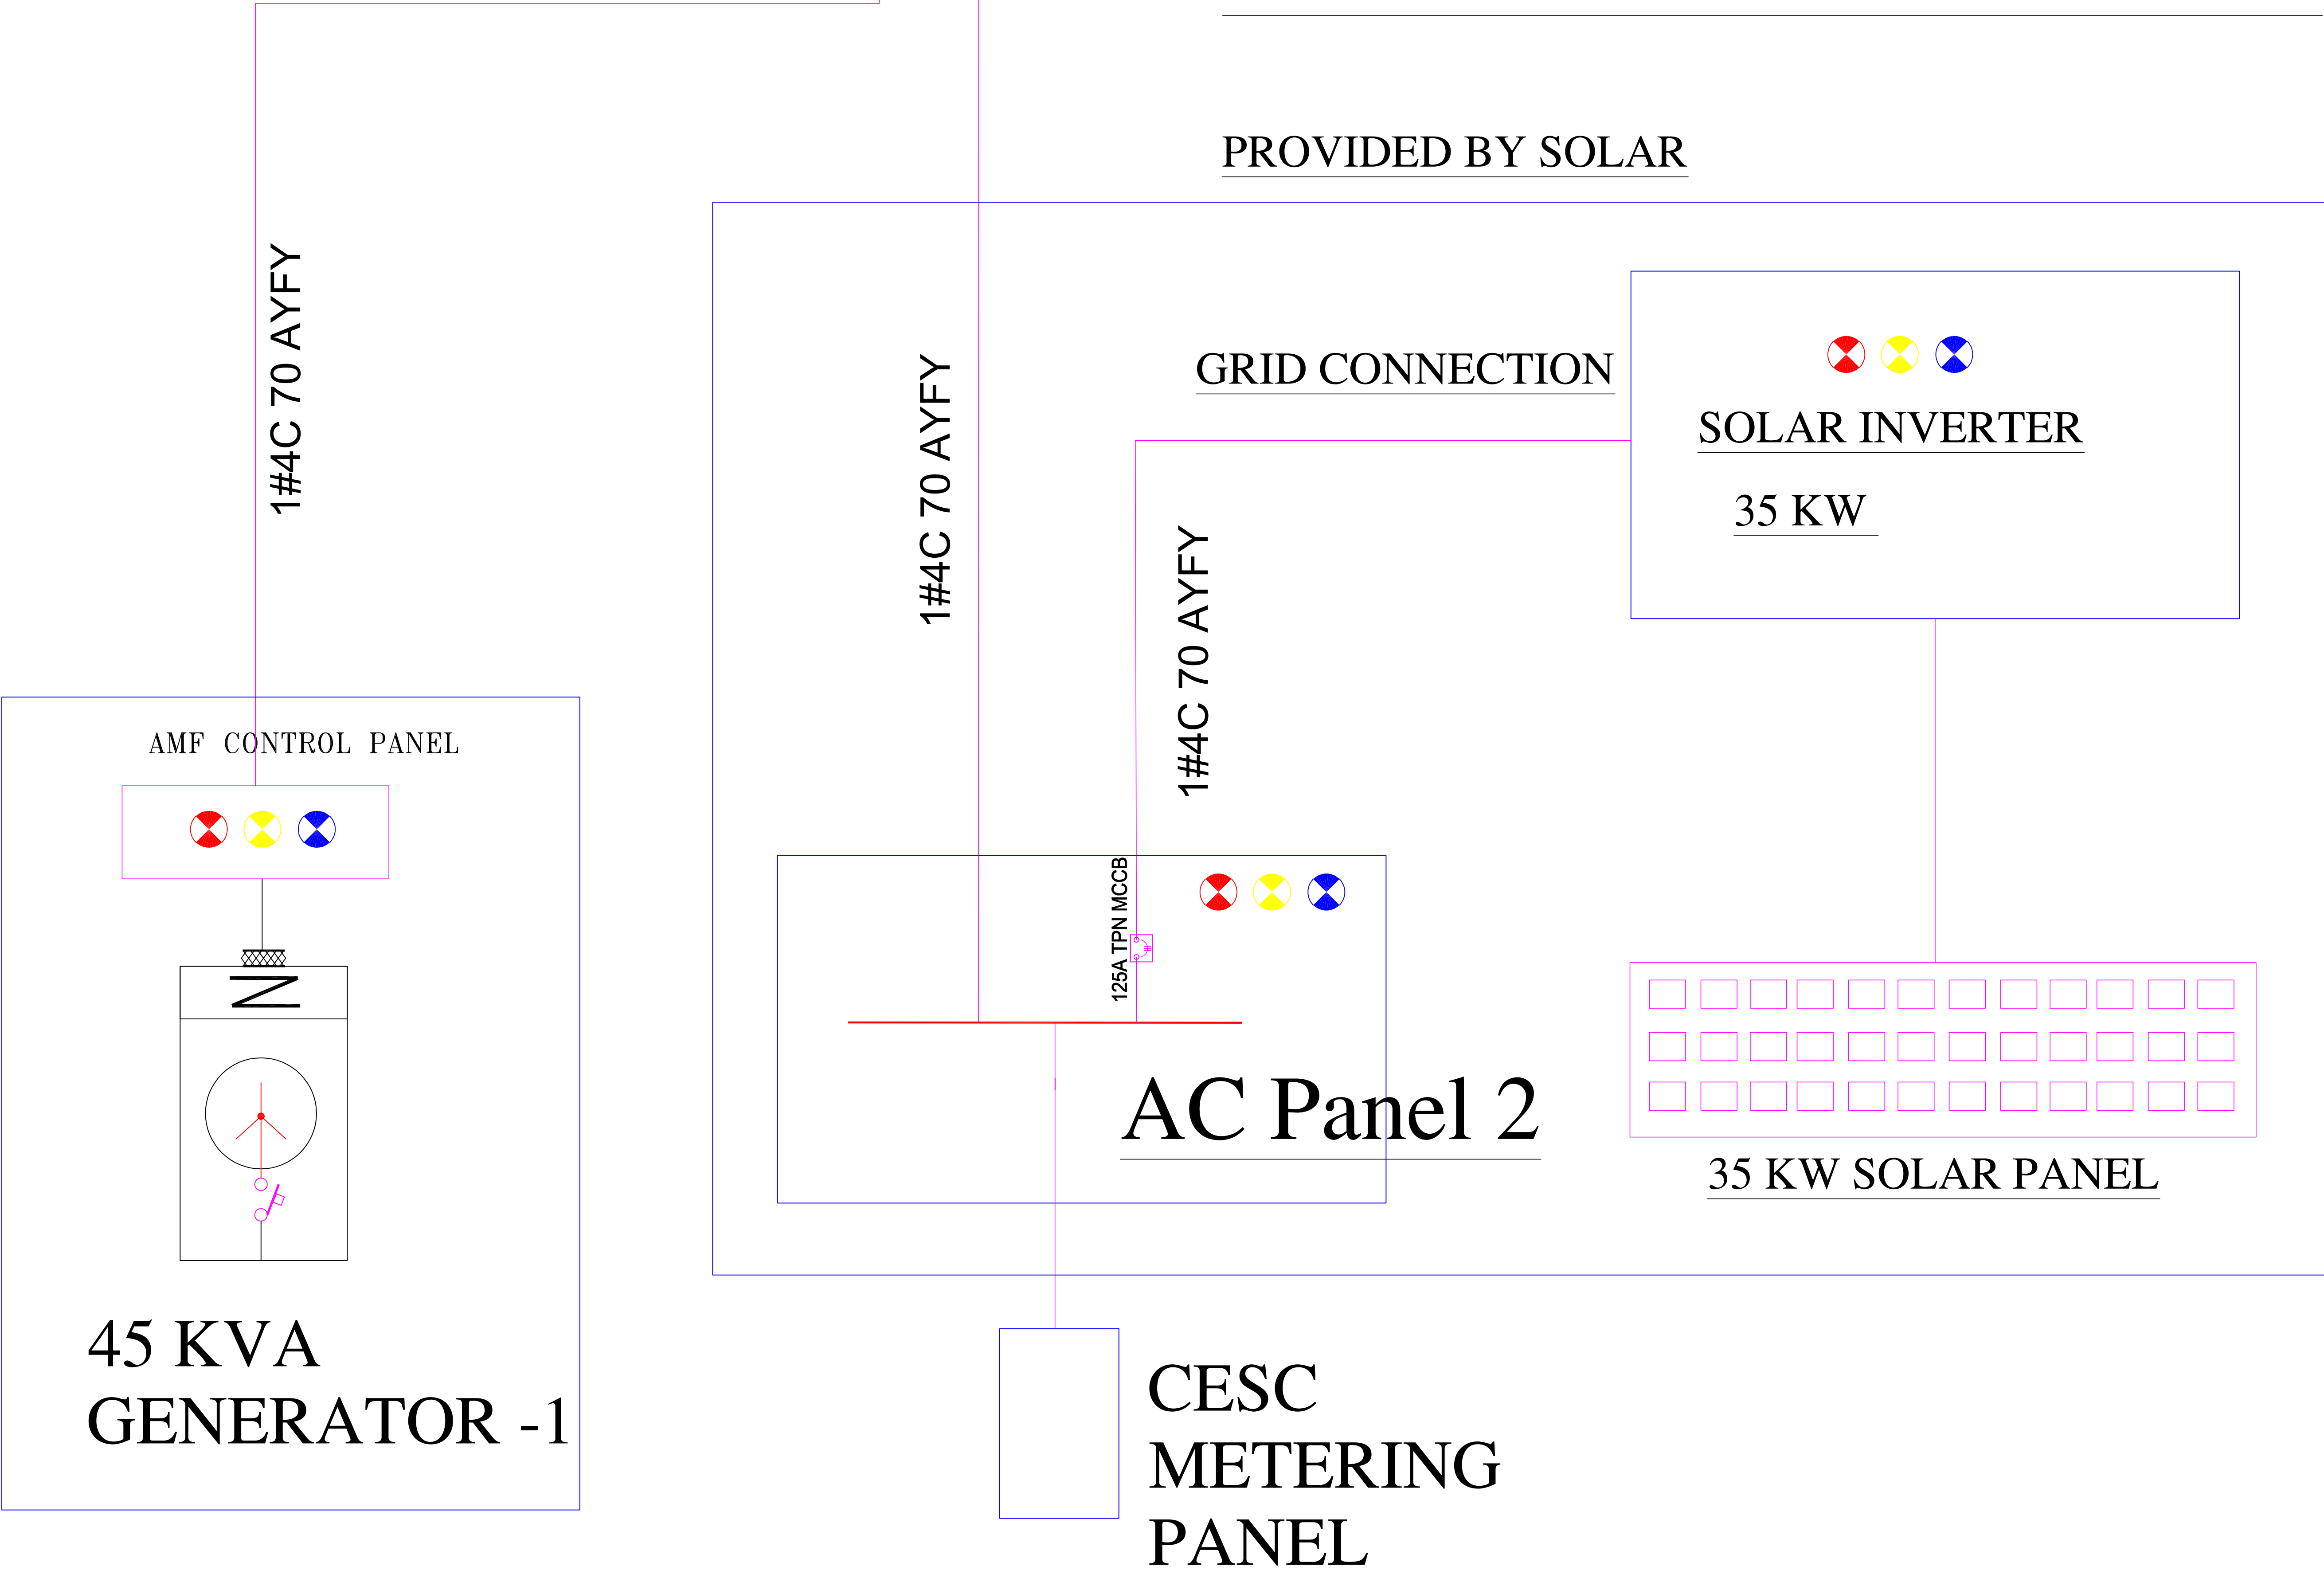 PROVIDED BY SOLAR
1#4C 70 AYFY
1#4C 70 AYFY
GRID CONNECTION
SOLAR INVERTER
35 KW
1#4C 70 AYFY
AMF CONTROL PANEL
125A TPN MCCB
AC Panel 2
35 KW SOLAR PANEL
45 KVA
GENERATOR -1
CESC
METERING
PANEL